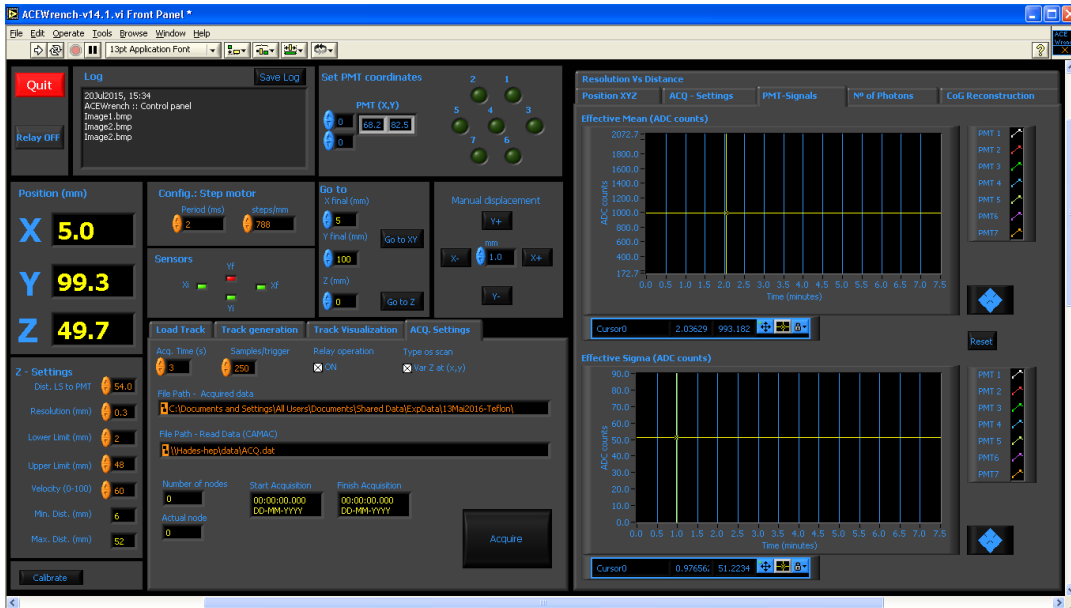 ACEWrench-v14.1.vi Front Panel *
File Edit Operate Tools Browse Window Help
13pt Application Font
?
ACE
Quit
Relay OFF
Log
Save Log
20Jul2015, 15:34
ACEWrench :: Control panel
Image1.bmp
Image2.bmp
Image2.bmp
Set PMT coordinates
PMT (X,Y)
0 68.2 82.5
0
2 1
5 4 3
7 6
Position (mm)
X 5.0
Y 99.3
Z 49.7
Config.: Step motor
Period (ms) steps/mm
2 788
Sensors
Yf
Xi Xf
Yi
Go to
X final (mm)
5
Y final (mm)
100
Go to XY
Z (mm)
0
Go to Z
Manual displacement
Y+
mm
X- 1.0 X+
Y-
Z - Settings
Dist. LS to PMT 54.0
Resolution (mm) 0.3
Lower Limit (mm) 2
Upper Limit (mm) 48
Velocity (0-100) 60
Min. Dist. (mm) 6
Max. Dist. (mm) 52
Calibrate
Load Track Track generation Track Visualization ACQ. Settings
Acq. Time (s) Samples/trigger Relay operation Type os scan
3 250 ON Var Z at (x,y)
File Path - Acquired data
C:\Documents and Settings\All Users\Documents\Shared Data\ExpData\13Mai2016-Teflon\
File Path - Read Data (CAMAC)
\\Hades-hep\data\ACQ.dat
Number of nodes
0
Actual node
0
Start Acquisition
00:00:00.000
DD-MM-YYYY
Finish Acquisition
00:00:00.000
DD-MM-YYYY
Acquire
Resolution Vs Distance
Position XYZ ACQ - Settings PMT-Signals Nº of Photons CoG Reconstruction
Effective Mean (ADC counts)
ADC counts
2072.7
1800.0
1600.0
1400.0
1200.0
1000.0
800.0
600.0
400.0
172.7
0.0 0.5 1.0 1.5 2.0 2.5 3.0 3.5 4.0 4.5 5.0 5.5 6.0 6.5 7.0 7.5
Time (minutes)
PMT 1
PMT 2
PMT 3
PMT 4
PMT 5
PMT6
PMT7
Cursor0 2.03629 993.182
Reset
Effective Sigma (ADC counts)
ADC counts
90.0
80.0
70.0
60.0
50.0
40.0
30.0
20.0
10.0
0.0
0.0 0.5 1.0 1.5 2.0 2.5 3.0 3.5 4.0 4.5 5.0 5.5 6.0 6.5 7.0 7.5
Time (minutes)
PMT 1
PMT 2
PMT 3
PMT 4
PMT 5
PMT6
PMT7
Cursor0 0.97656 51.2234